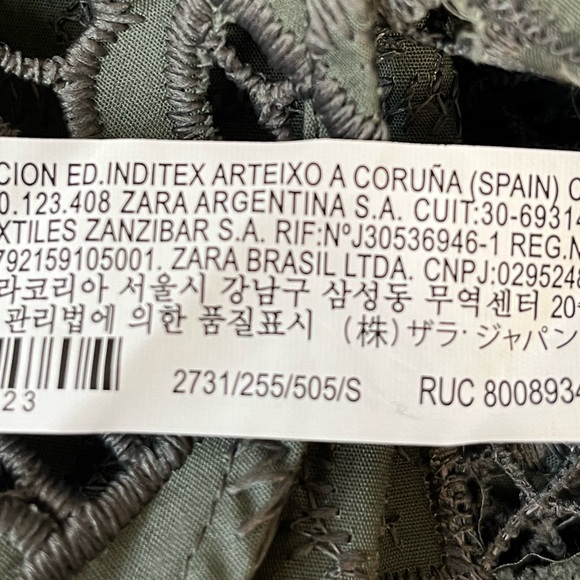 CION ED.INDITEX ARTEIXO A CORUÑA (SPAIN) C
0.123.408 ZARA ARGENTINA S.A. CUIT:30-6931
XTILES ZANZIBAR S.A. RIF:NºJ30536946-1 REG.N
792159105001. ZARA BRASIL LTDA. CNPJ:029524
라코리아 서울시 강남구 삼성동 무역센터 20
관리법에 의한 품질표시 (株) ザラ・ジャパン
23 2731/255/505/S RUC 8008934